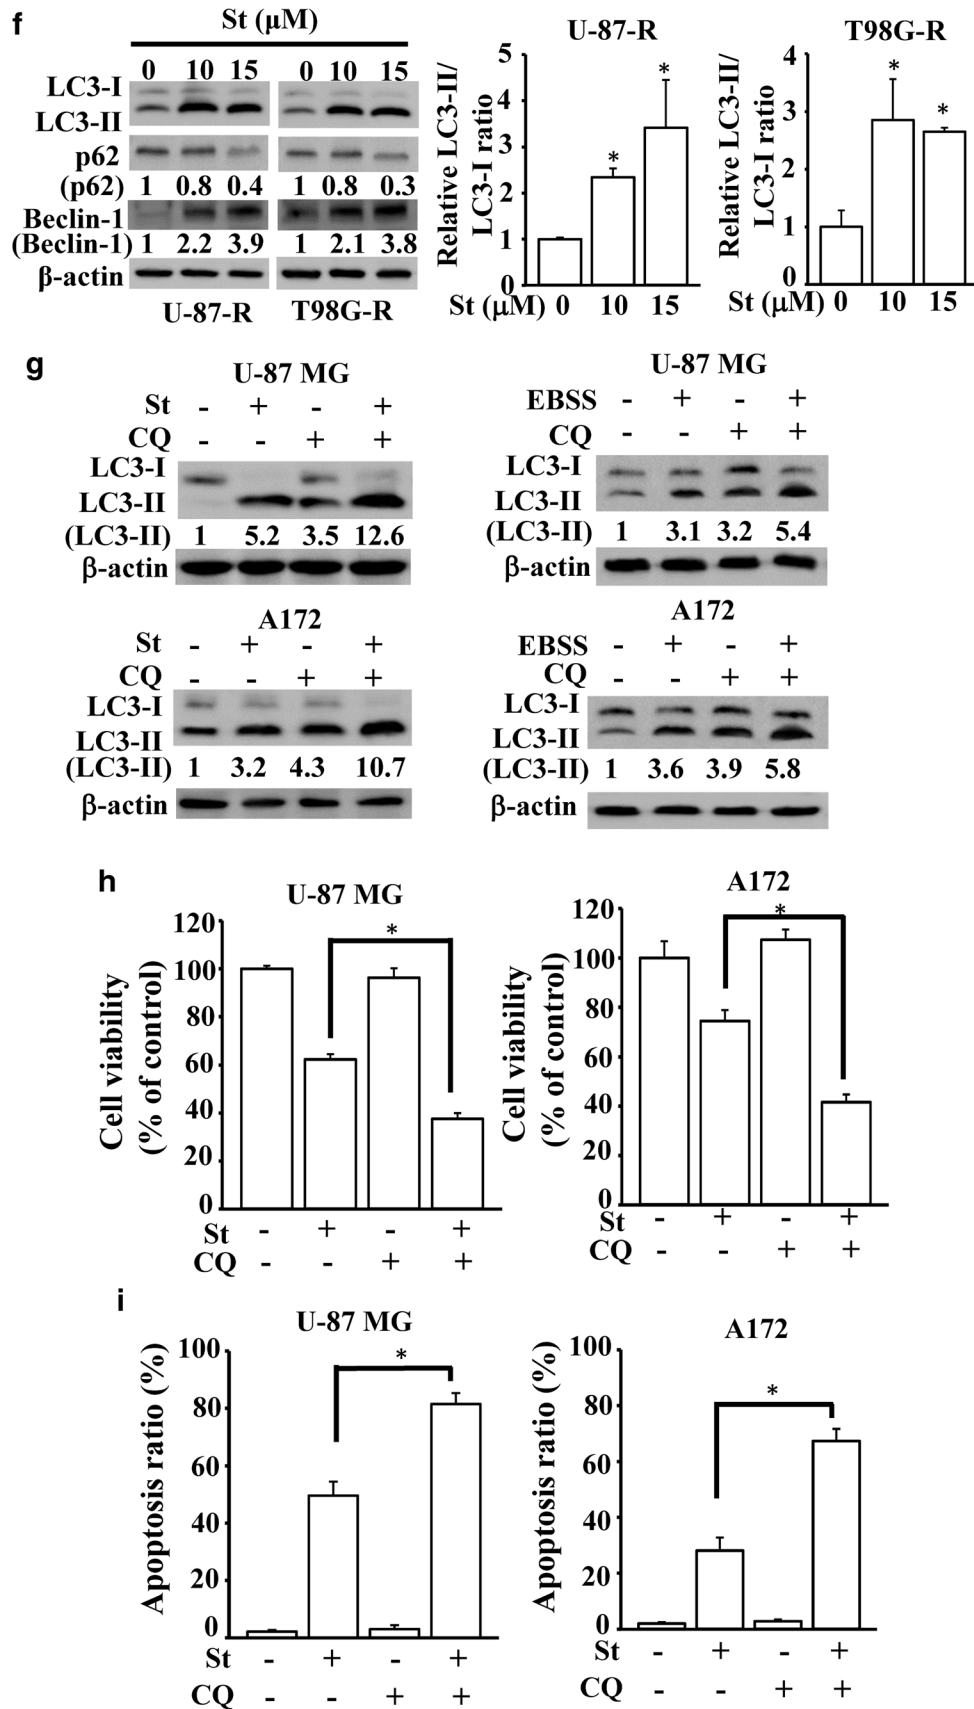 f
St (μM)
0 10 15 0 10 15
LC3-I
LC3-II
p62
(p62) 1 0.8 0.4 1 0.8 0.3
Beclin-1
(Beclin-1) 1 2.2 3.9 1 2.1 3.8
β-actin
U-87-R T98G-R
U-87-R
Relative LC3-II/
LC3-I ratio
5
4
3
2
1
0
* *
St (μM) 0 10 15
T98G-R
Relative LC3-II/
LC3-I ratio
4
3
2
1
0
* *
St (μM) 0 10 15
g
U-87 MG
St - + - +
CQ - - + +
LC3-I
LC3-II
(LC3-II) 1 5.2 3.5 12.6
β-actin
U-87 MG
EBSS - + - +
CQ - - + +
LC3-I
LC3-II
(LC3-II) 1 3.1 3.2 5.4
β-actin
A172
St - + - +
CQ - - + +
LC3-I
LC3-II
(LC3-II) 1 3.2 4.3 10.7
β-actin
A172
EBSS - + - +
CQ - - + +
LC3-I
LC3-II
(LC3-II) 1 3.6 3.9 5.8
β-actin
h
U-87 MG
Cell viability
(% of control)
120
100
80
60
40
20
0
*
St - + - +
CQ - - + +
A172
Cell viability
(% of control)
120
100
80
60
40
20
0
*
St - + - +
CQ - - + +
i
U-87 MG
Apoptosis ratio (%)
100
80
60
40
20
0
*
St - + - +
CQ - - + +
A172
Apoptosis ratio (%)
100
80
60
40
20
0
*
St - + - +
CQ - - + +